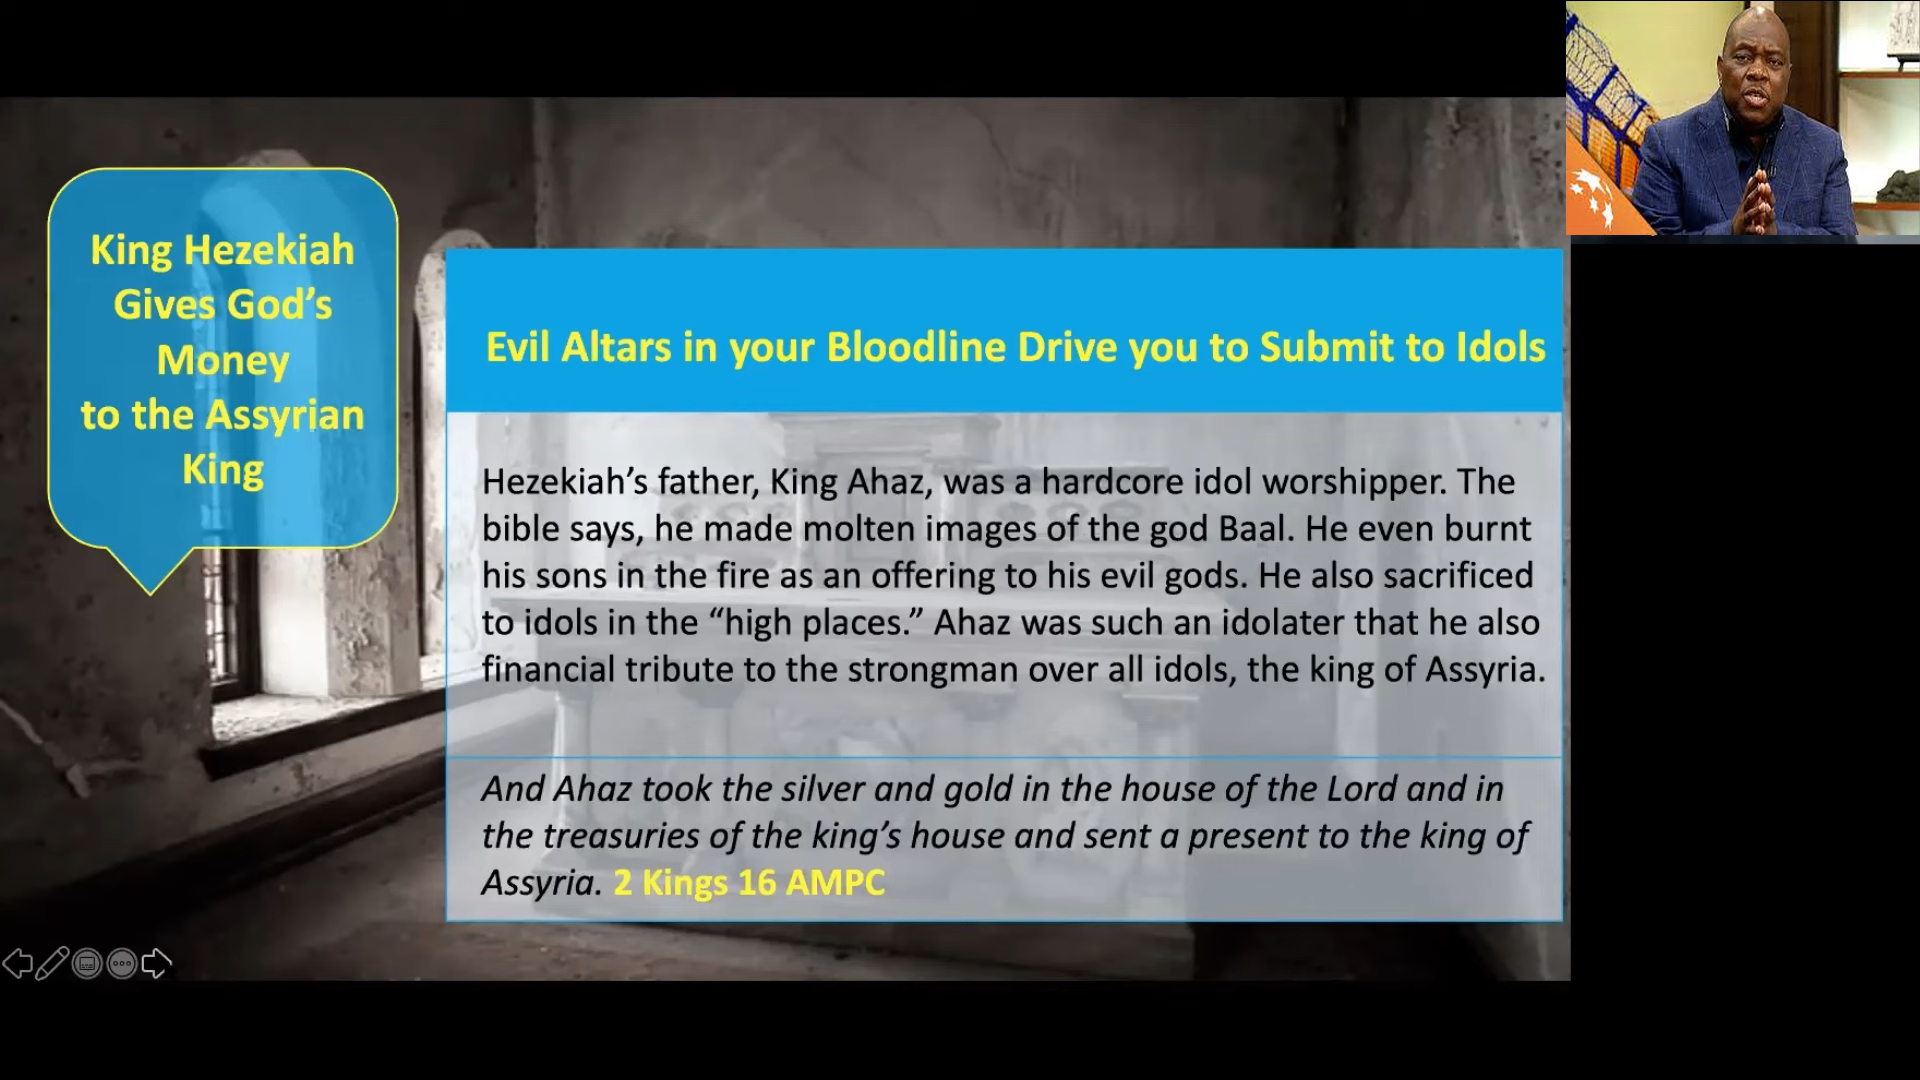 King Hezekiah
Gives God’s
Money
to the Assyrian
King
Evil Altars in your Bloodline Drive you to Submit to Idols
Hezekiah’s father, King Ahaz, was a hardcore idol worshipper. The
bible says, he made molten images of the god Baal. He even burnt
his sons in the fire as an offering to his evil gods. He also sacrificed
to idols in the “high places.” Ahaz was such an idolater that he also
financial tribute to the strongman over all idols, the king of Assyria.
And Ahaz took the silver and gold in the house of the Lord and in
the treasuries of the king’s house and sent a present to the king of
Assyria. 2 Kings 16 AMPC